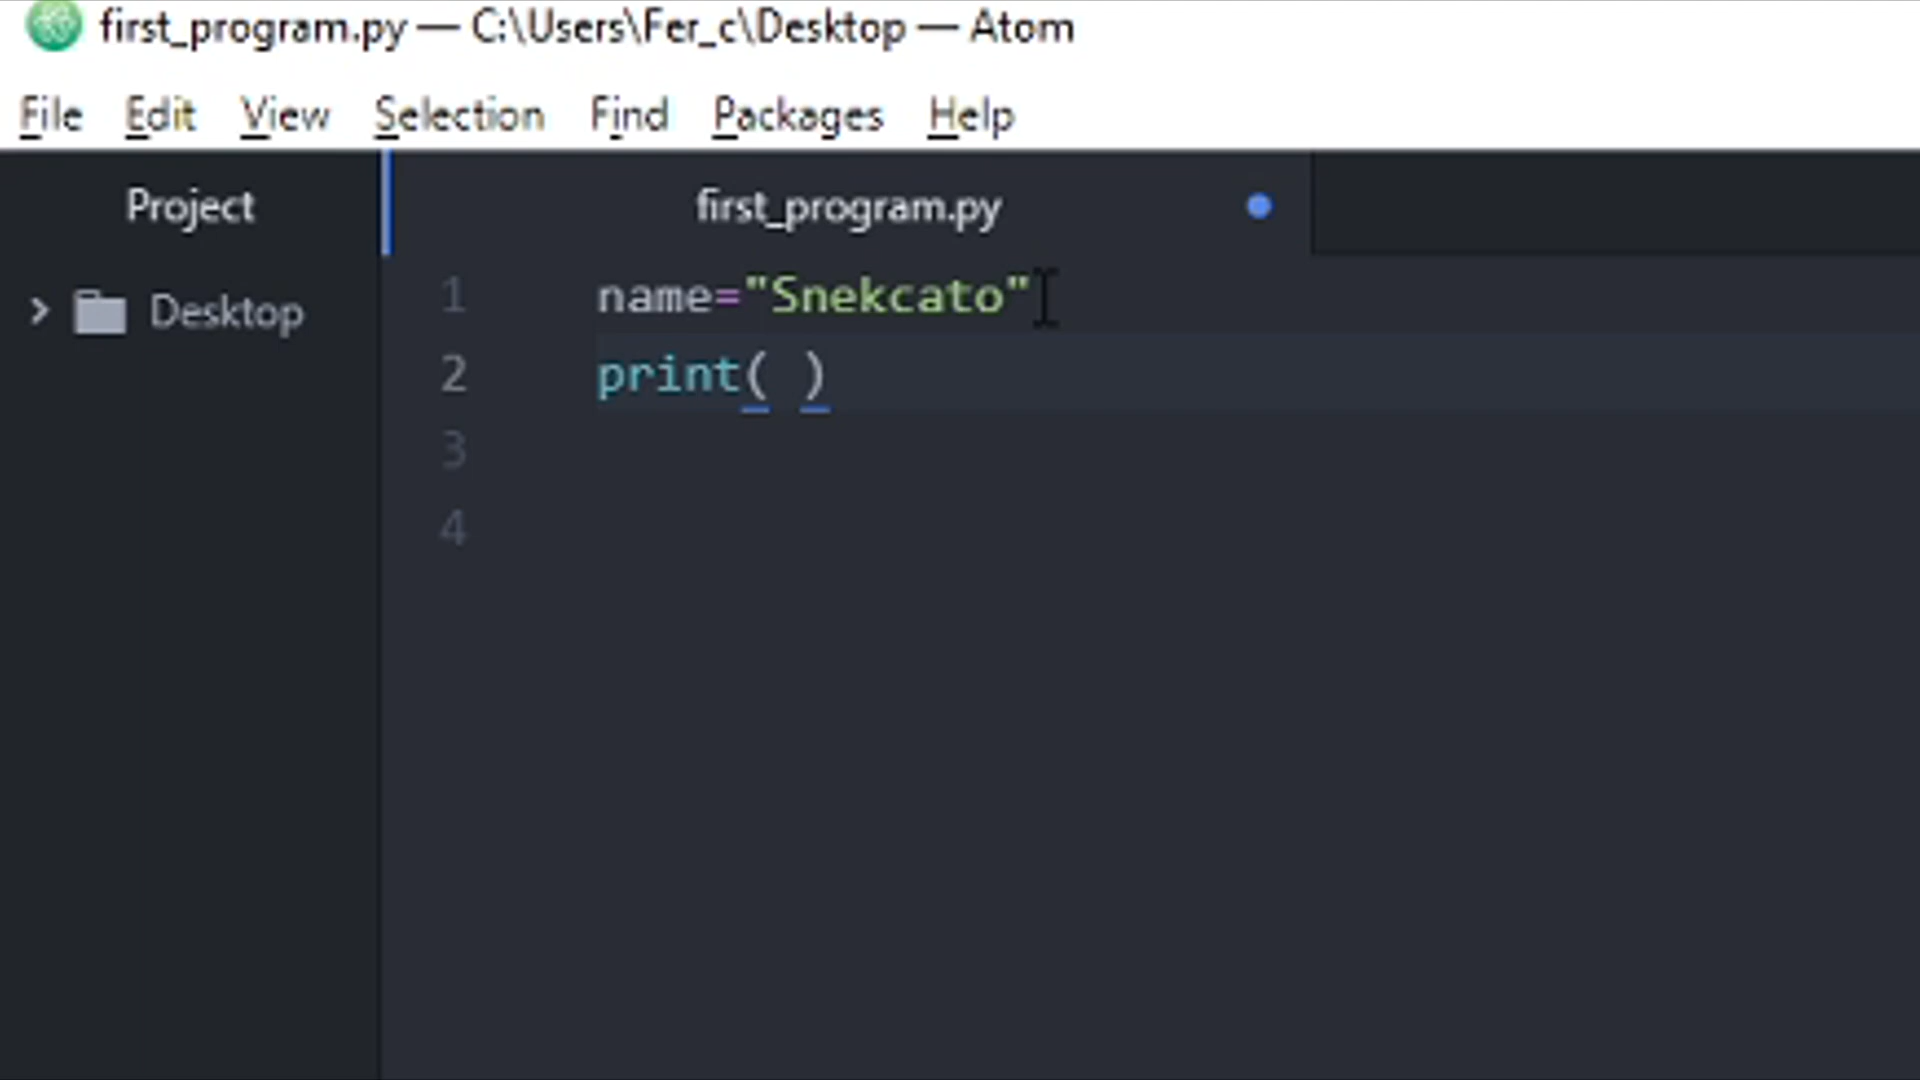 first_program.py — C:\Users\Fer_c\Desktop — Atom
File Edit View Selection Find Packages Help
Project first_program.py
Desktop
1 name="Snekcato"
2 print( )
3
4